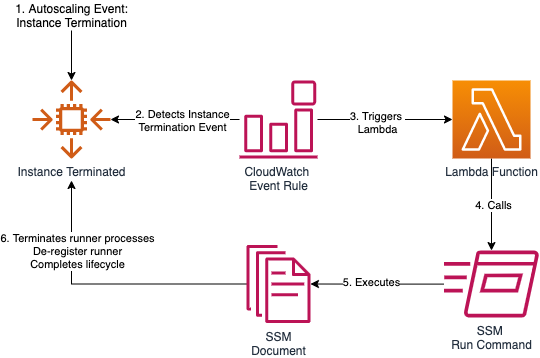 1. Autoscaling Event:
Instance Termination
2. Detects Instance
Termination Event
3. Triggers
Lambda
Instance Terminated
CloudWatch
Event Rule
Lambda Function
4. Calls
6. Terminates runner processes
De-register runner
Completes lifecycle
5. Executes
SSM
Document
SSM
Run Command